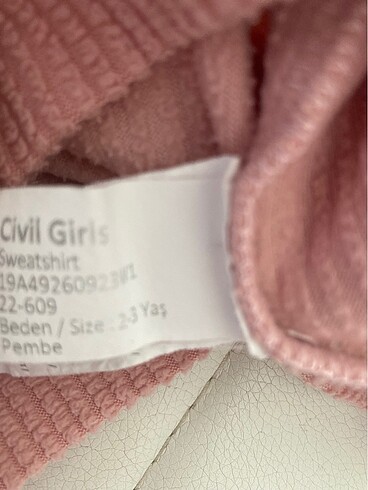 Civil Girls
Sweatshirt
22-609
Beden / Size : 2-3 Yaş
Pembe